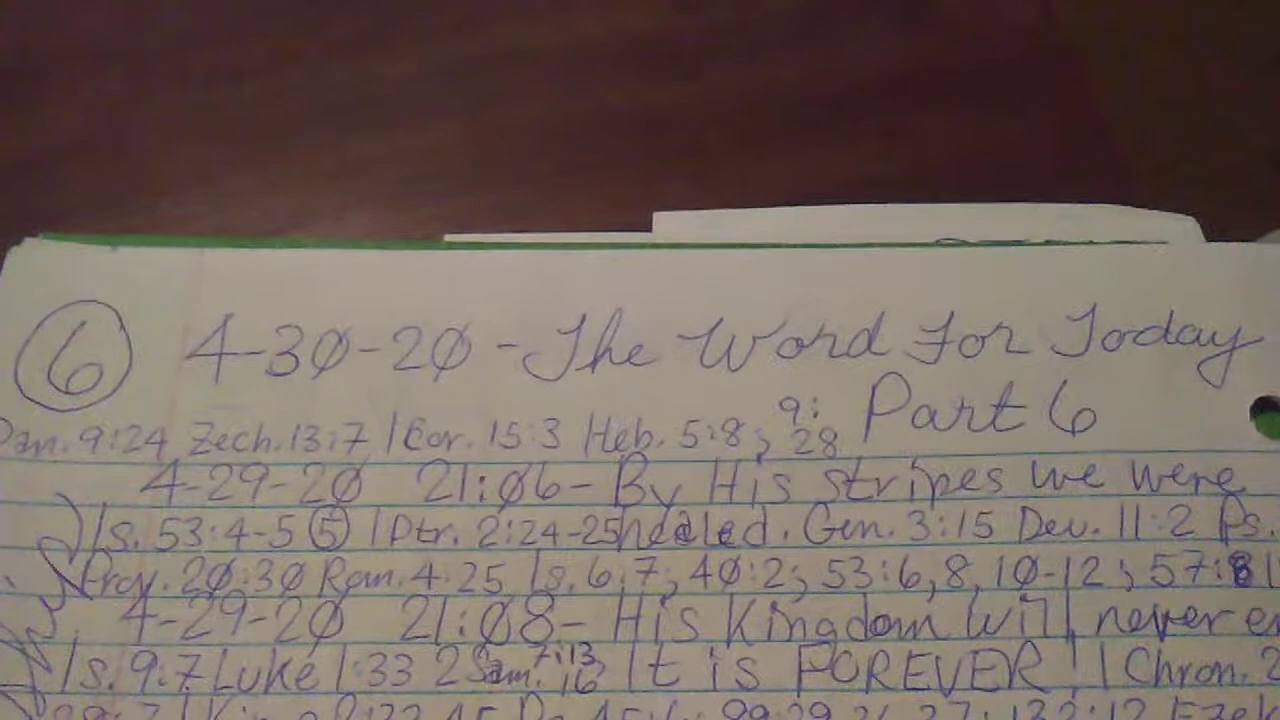 6 4-30-20 - The Word For Today
Part 6
Dan. 9:24 Zech. 13:7 1 Cor. 15:3 Heb. 5:8; 9:28
4-29-20 21:06- By His stripes we were
Is. 53:4-5 5 1 Ptr. 2:24-25 healed. Gen. 3:15 Deu. 11:2 Ps.
Prov. 20:30 Rom. 4:25 Is. 6:7; 40:2; 53:6,8,10-12; 57:18
4-29-20 21:08- His Kingdom will never
Is. 9:7 Luke 1:33 2 Sam. 7:13, 16 It is FOREVER! 1 Chron.